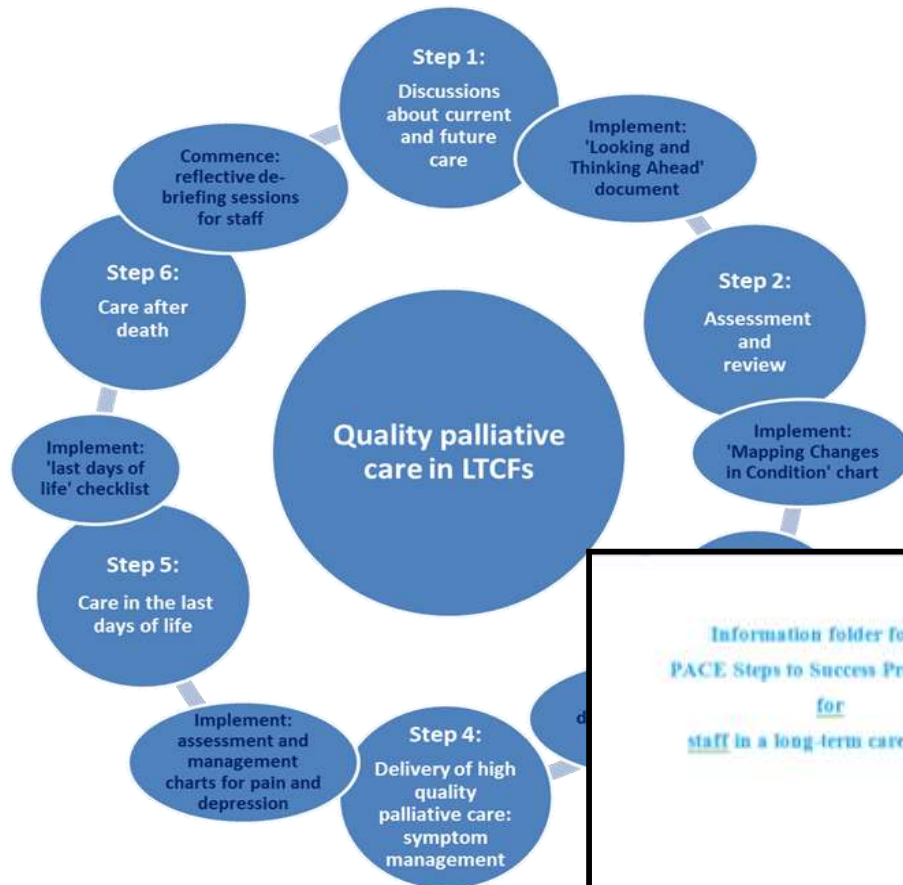 Step 1:
Discussions
about current
and future
care
Implement:
'Looking and
Thinking Ahead'
document
Step 2:
Assessment
and
review
Implement:
'Mapping Changes
in Condition' chart
Step 4:
Delivery of high
quality
palliative care:
symptom
management
Implement:
assessment and
management
charts for pain and
depression
Step 5:
Care in the last
days of life
Implement:
'last days of
life' checklist
Step 6:
Care after
death
Commence:
reflective de-
briefing sessions
for staff
Quality palliative
care in LTCFs
Information folder
PACE Steps to Success
for
staff in a long-term care